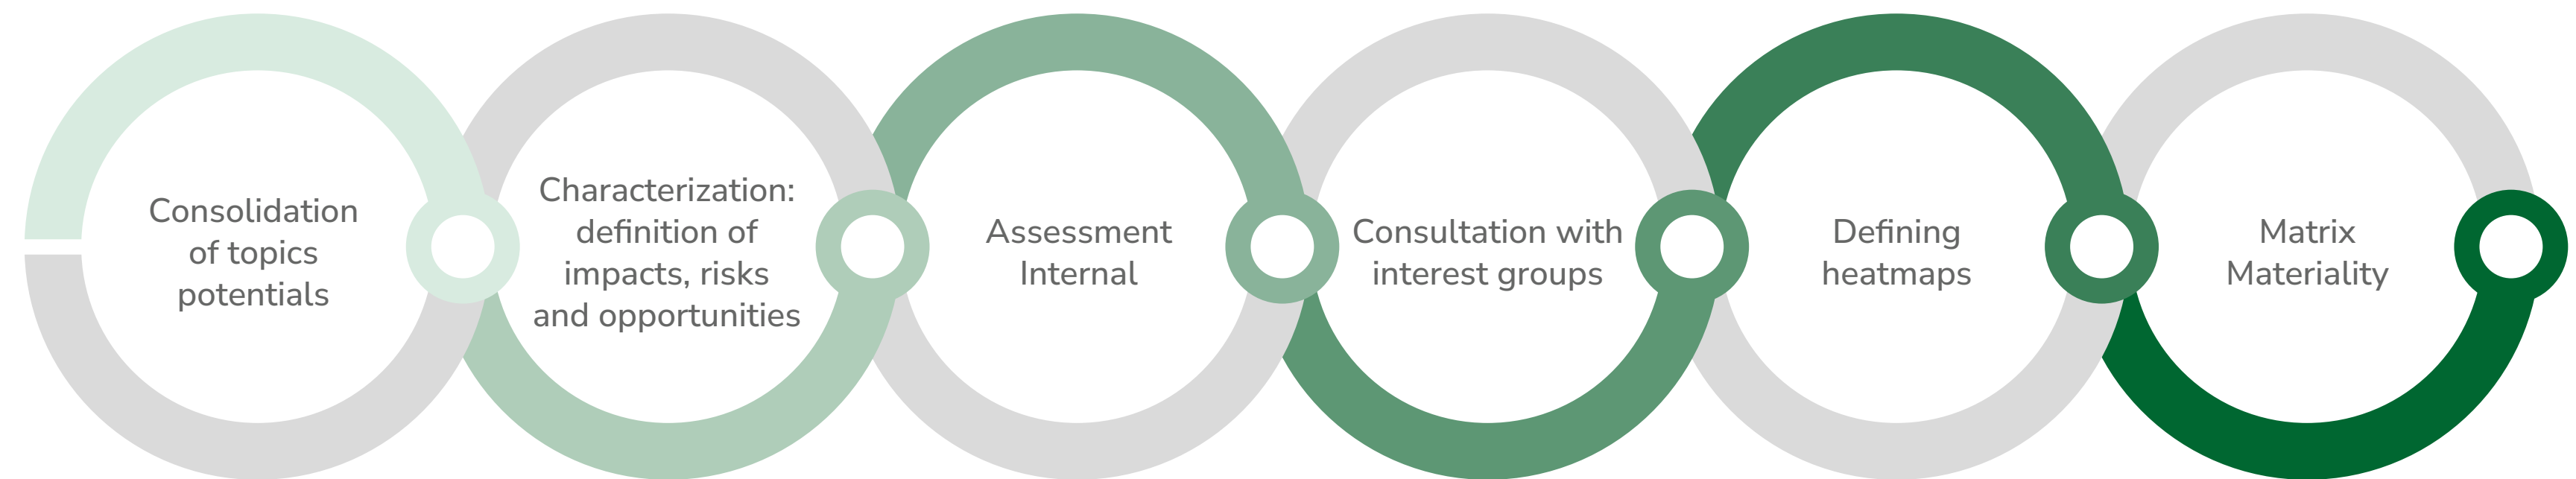 Consolidation
of topics
potentials
Characterization:
definition of
impacts, risks
and opportunities
Assessment
Internal
Consultation with
interest groups
Defining
heatmaps
Matrix
Materiality